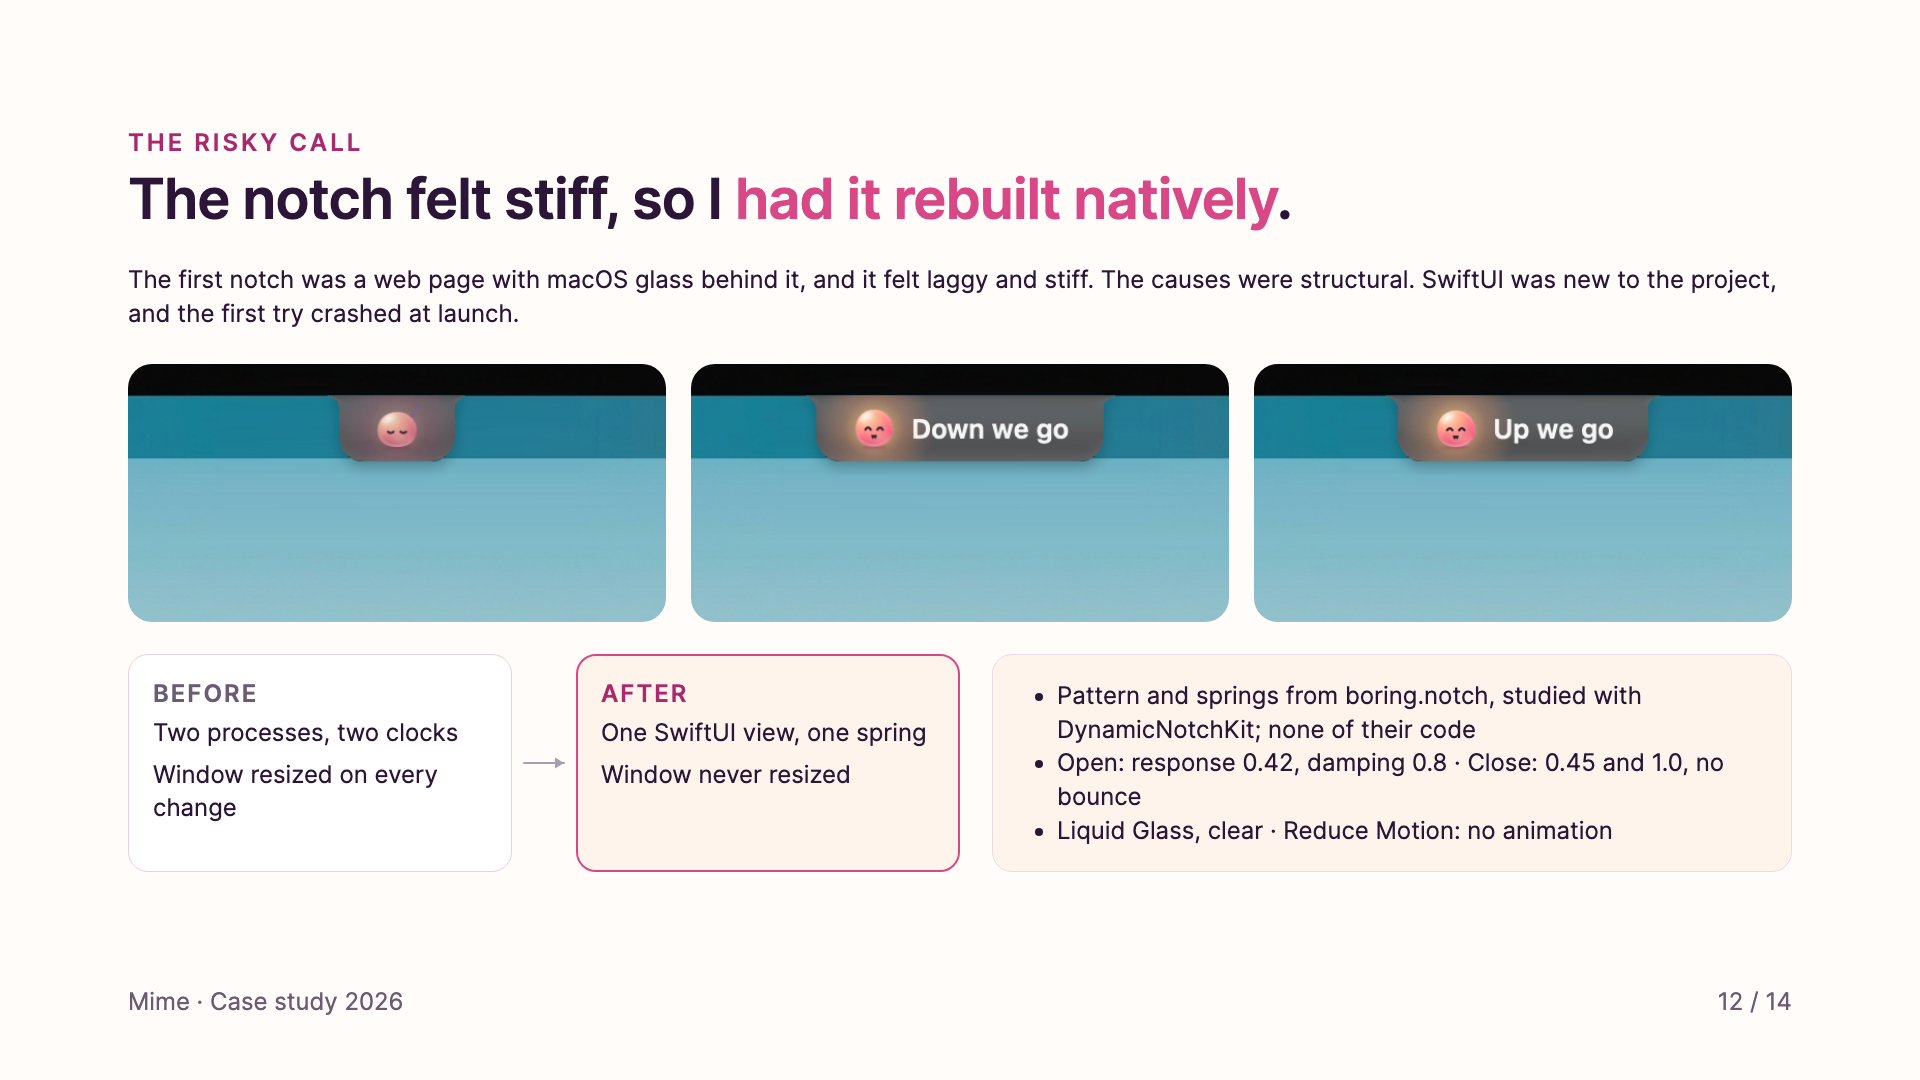 THE RISKY CALL
The notch felt stiff, so I had it rebuilt natively.
The first notch was a web page with macOS glass behind it, and it felt laggy and stiff. The causes were structural. SwiftUI was new to the project,
and the first try crashed at launch.
Down we go
Up we go
BEFORE
Two processes, two clocks
Window resized on every
change
AFTER
One SwiftUI view, one spring
Window never resized
• Pattern and springs from boring.notch, studied with
DynamicNotchKit; none of their code
• Open: response 0.42, damping 0.8 · Close: 0.45 and 1.0, no
bounce
• Liquid Glass, clear · Reduce Motion: no animation
Mime · Case study 2026
12 / 14